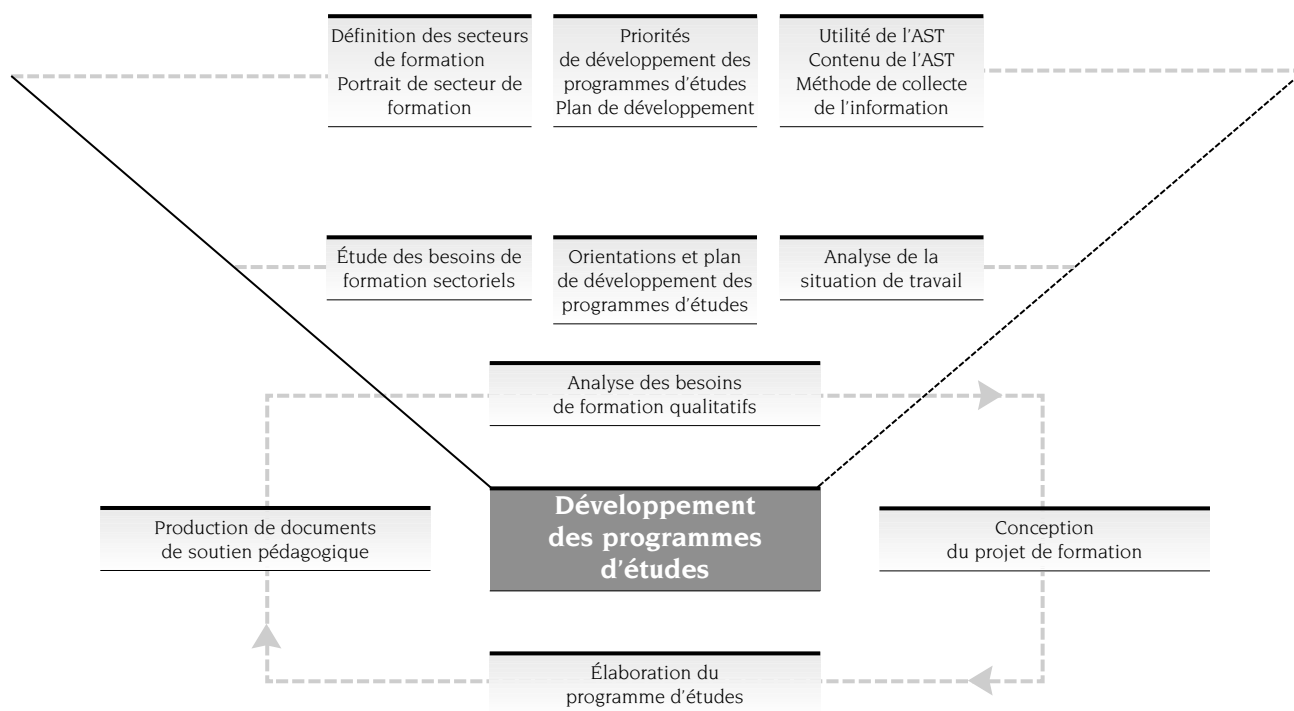 Définition des secteurs
de formation
Portrait de secteur de
formation
Priorités
de développement des
programmes d'études
Plan de développement
Utilité de l'AST
Contenu de l'AST
Méthode de collecte
de l'information
Étude des besoins de
formation sectoriels
Orientations et plan
de développement des
programmes d'études
Analyse de la
situation de travail
Analyse des besoins
de formation qualitatifs
Production de documents
de soutien pédagogique
Développement
des programmes
d'études
Conception
du projet de formation
Élaboration du
programme d'études